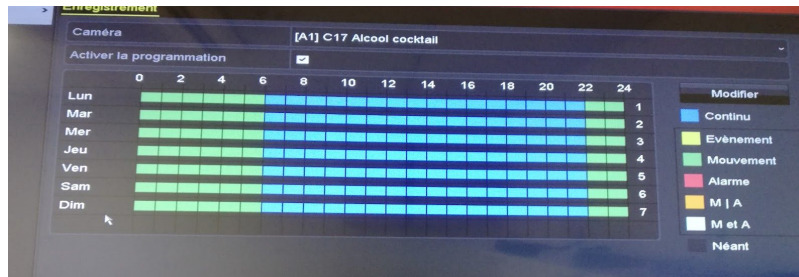 Enregistrement
Caméra [A1] C17 Alcool cocktail
Activer la programmation
0 2 4 6 8 10 12 14 16 18 20 22 24
Modifier
Lun 1
Continu
Mar 2
Mer 3
Evènement
Jeu 4
Mouvement
Ven 5
Alarme
Sam 6
M | A
Dim 7
M et A
Néant